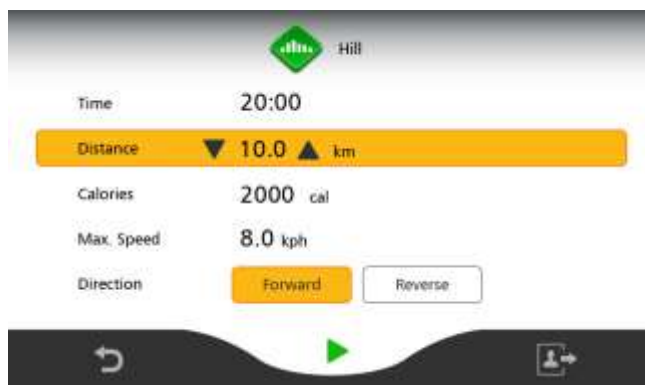 Hill
Time 20:00
Distance 10.0 km
Calories 2000 cal
Max. Speed 8.0 kph
Direction Forward Reverse